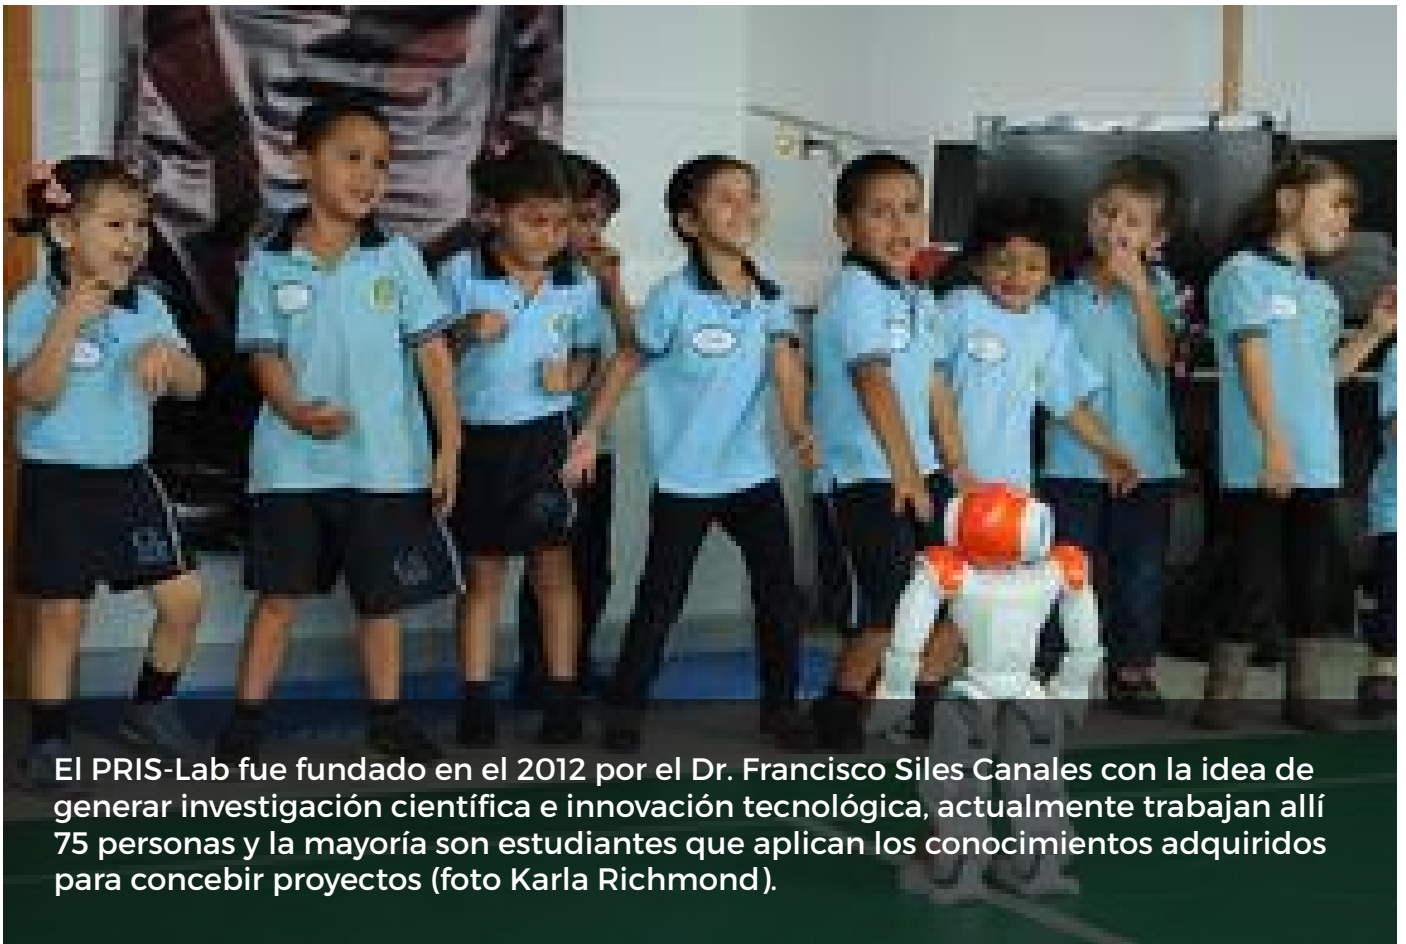 El PRIS-Lab fue fundado en el 2012 por el Dr. Francisco Siles Canales con la idea de
generar investigación científica e innovación tecnológica, actualmente trabajan allí
75 personas y la mayoría son estudiantes que aplican los conocimientos adquiridos
para concebir proyectos (foto Karla Richmond).